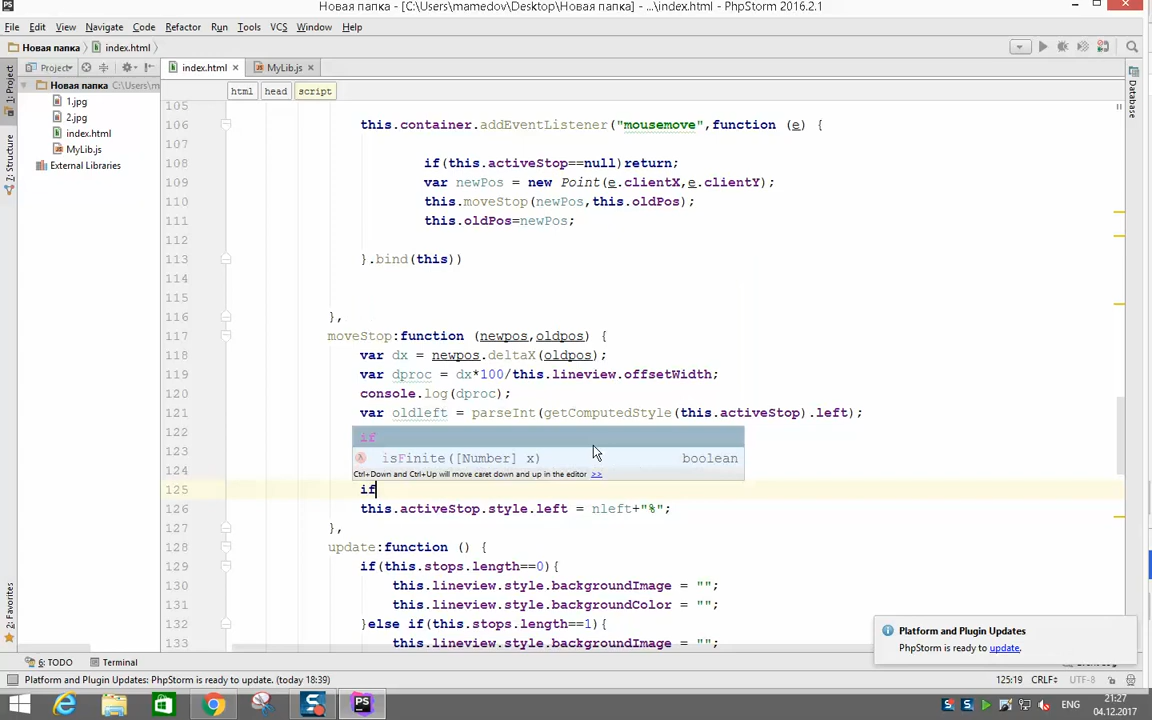 Новая папка - [C:\Users\mamedov\Desktop\Новая папка] - ...\index.html - PhpStorm 2016.2.1
File Edit View Navigate Code Refactor Run Tools VCS Window Help
Новая папка index.html
Project index.html MyLib.js
1: Project
7: Structure
2: Favorites
Database
Новая папка C:\Users\m
1.jpg
2.jpg
index.html
MyLib.js
External Libraries
html head script
105
106 this.container.addEventListener("mousemove",function (e) {
107
108 if(this.activeStop==null)return;
109 var newPos = new Point(e.clientX,e.clientY);
110 this.moveStop(newPos,this.oldPos);
111 this.oldPos=newPos;
112
113 }.bind(this))
114
115
116 },
117 moveStop:function (newpos,oldpos) {
118 var dx = newpos.deltaX(oldpos);
119 var dproc = dx*100/this.lineview.offsetWidth;
120 console.log(dproc);
121 var oldleft = parseInt(getComputedStyle(this.activeStop).left);
122 if
123 isFinite([Number] x) boolean
124 Ctrl+Down and Ctrl+Up will move caret down and up in the editor >>
125 if
126 this.activeStop.style.left = nleft+"%";
127 },
128 update:function () {
129 if(this.stops.length==0){
130 this.lineview.style.backgroundImage = "";
131 this.lineview.style.backgroundColor = "";
132 }else if(this.stops.length==1){
133 this.lineview.style.backgroundImage = "";
Platform and Plugin Updates
PhpStorm is ready to update.
6: TODO Terminal
Platform and Plugin Updates: PhpStorm is ready to update. (today 18:39) 125:19 CRLF UTF-8
ENG 21:27
04.12.2017